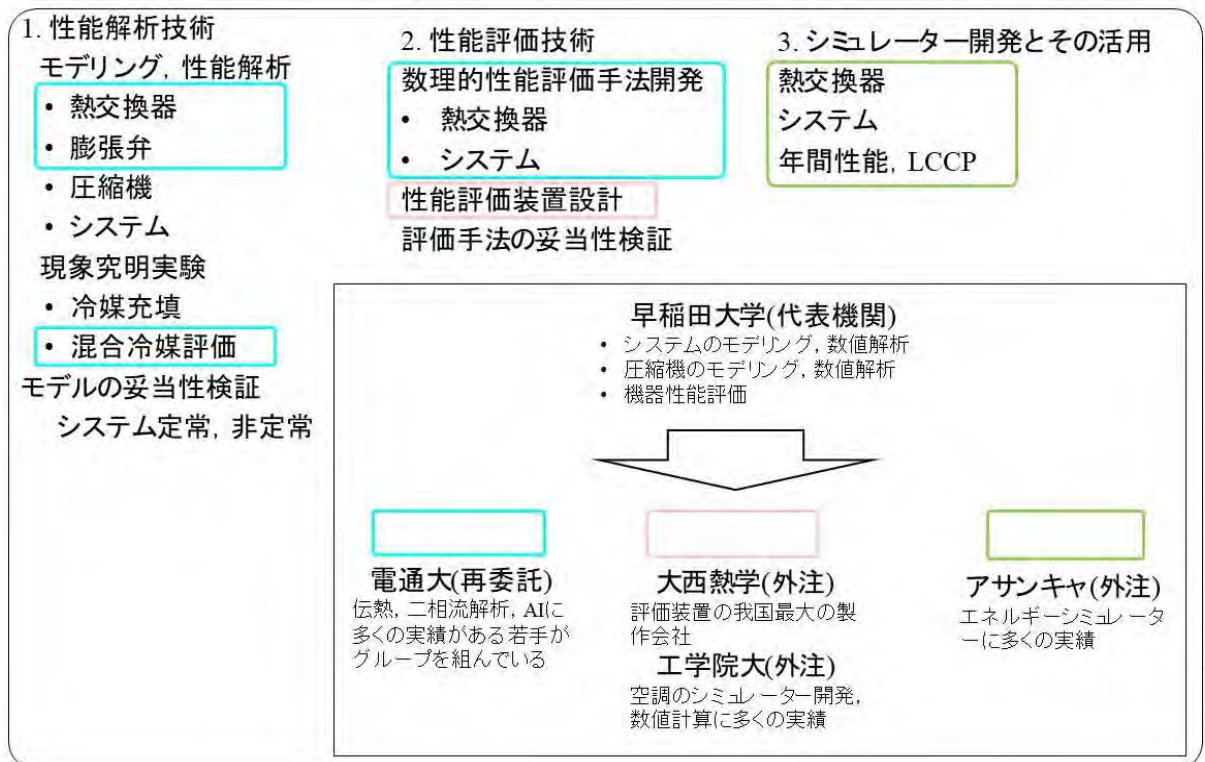 1. 性能解析技術
モデリング, 性能解析
• 熱交換器
• 膨張弁
• 圧縮機
• システム
現象究明実験
• 冷媒充填
• 混合冷媒評価
モデルの妥当性検証
システム定常, 非定常
2. 性能評価技術
数理的性能評価手法開発
• 熱交換器
• システム
性能評価装置設計
評価手法の妥当性検証
3. シミュレーター開発とその活用
熱交換器
システム
年間性能, LCCP
早稲田大学(代表機関)
• システムのモデリング, 数値解析
• 圧縮機のモデリング, 数値解析
• 機器性能評価
電通大(再委託)
伝熱, 二相流解析, AIに
多くの実績がある若手が
グループを組んでいる
大西熱学(外注)
評価装置の我国最大の製
作会社
工学院大(外注)
空調のシミュレーター開発,
数値計算に多くの実績
アサンキャ(外注)
エネルギーシミュレータ
ーに多くの実績